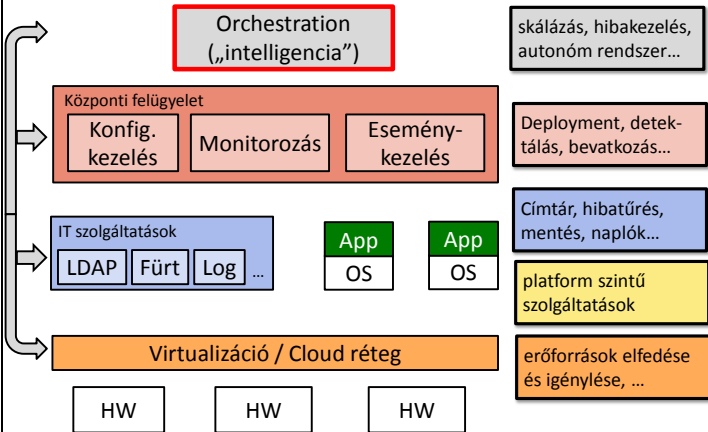 Orchestration
(„intelligencia”)
skálázás, hibakezelés,
autonóm rendszer…
Központi felügyelet
Konfig.
kezelés
Monitorozás
Esemény-
kezelés
Deployment, detek-
tálás, bevatkozás…
IT szolgáltatások
LDAP
Fürt
Log
...
App
OS
App
OS
Címtár, hibatűrés,
mentés, naplók…
platform szintű
szolgáltatások
Virtualizáció / Cloud réteg
erőforrások elfedése
és igénylése, …
HW
HW
HW